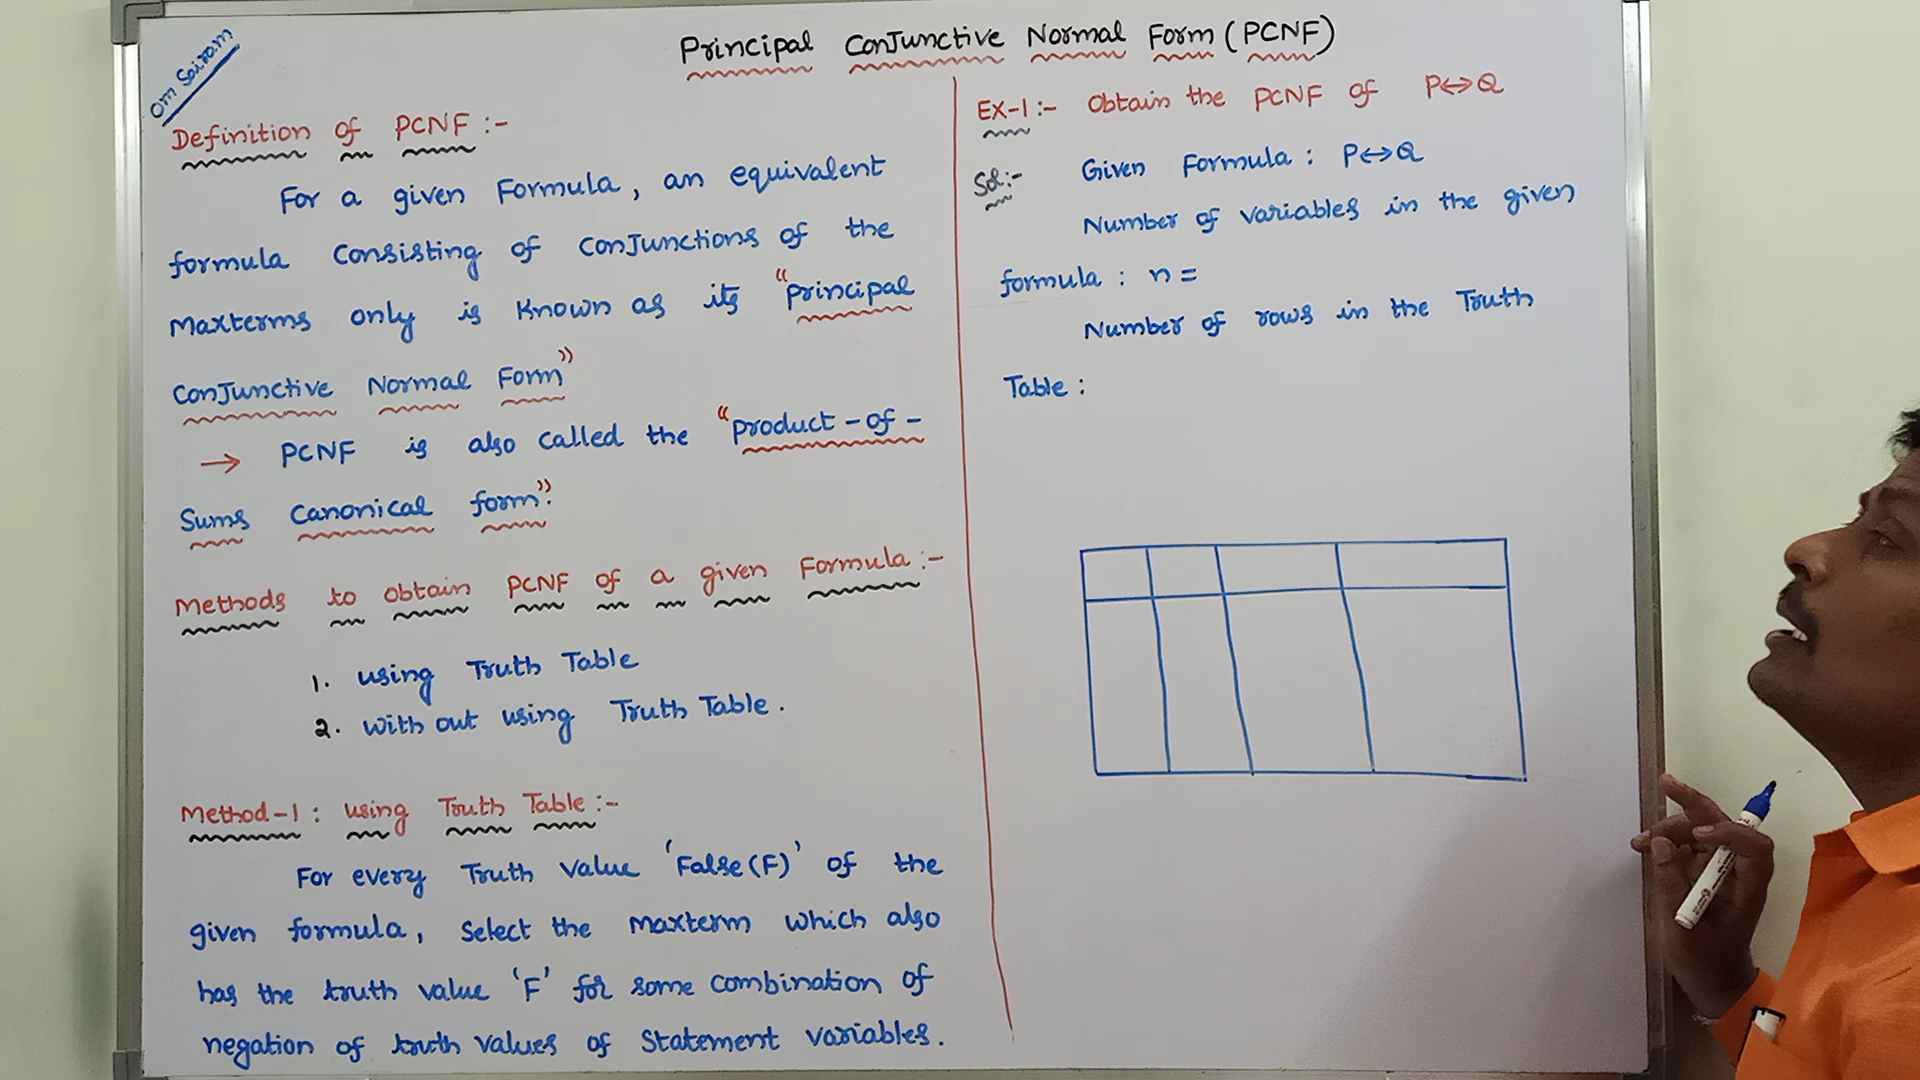 Om Sairam
Principal Conjunctive Normal Form (PCNF)
Definition of PCNF :-
For a given Formula, an equivalent
formula consisting of conjunctions of the
Maxterms only is known as its "Principal
Conjunctive Normal Form"
→ PCNF is also called the "product-of-
Sums Canonical form".
Methods to obtain PCNF of a given Formula :-
1. using Truth Table
2. with out using Truth Table.
Method-1 : using Truth Table :-
For every Truth value 'False(F)' of the
given formula, select the Maxterm which also
has the truth value 'F' for some combination of
negation of truth values of Statement variables.
EX-1 :- Obtain the PCNF of P↔Q
Sol :- Given Formula : P↔Q
Number of variables in the given
formula : n =
Number of rows in the Truth
Table :